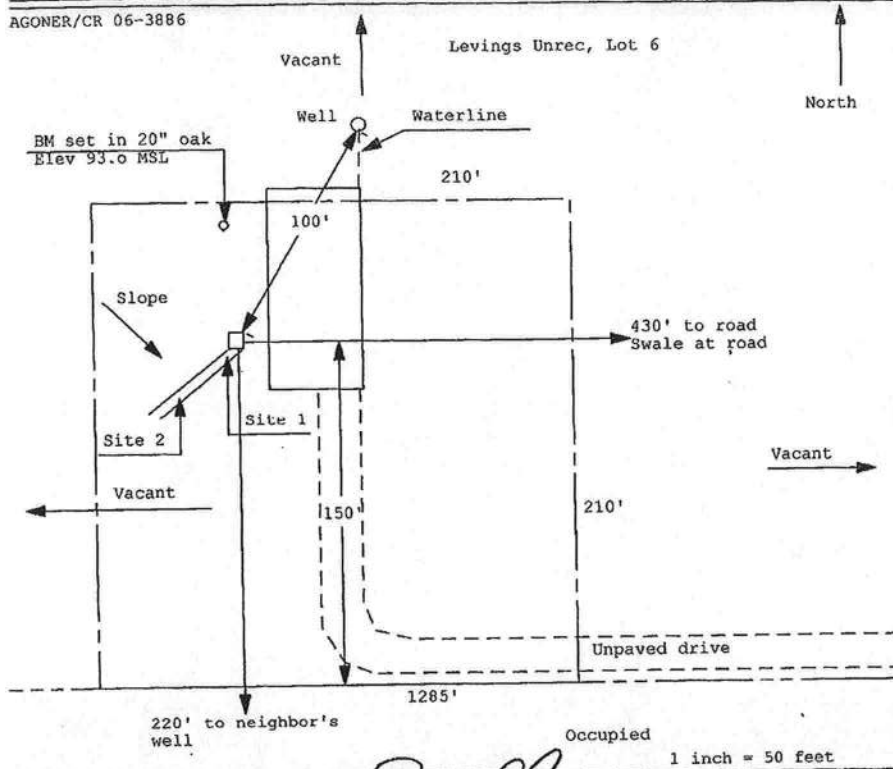 AGONER/CR 06-3886
Vacant
Levings Unrec, Lot 6
North
Well
Waterline
BM set in 20" oak
Elev 93.o MSL
210'
100'
Slope
430' to road
Swale at road
Site 1
Site 2
Vacant
Vacant
150'
210'
Unpaved drive
1285'
220' to neighbor's
well
Occupied
1 inch = 50 feet